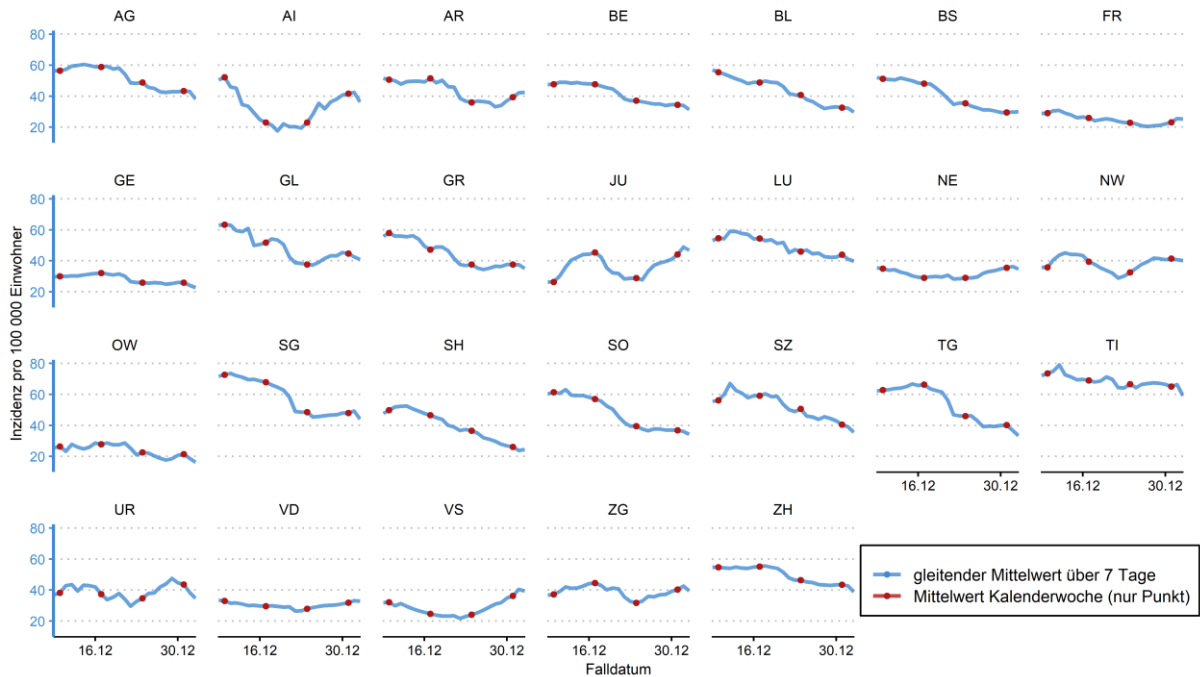 AG AI AR BE BL BS FR
80
60
40
20
GE GL GR JU LU NE NW
80
60
40
20
Inzidenz pro 100 000 Einwohner
OW SG SH SO SZ TG TI
80
60
40
20
16.12 30.12 16.12 30.12
UR VD VS ZG ZH
80
60
40
20
gleitender Mittelwert über 7 Tage
Mittelwert Kalenderwoche (nur Punkt)
16.12 30.12 16.12 30.12 16.12 30.12 16.12 30.12 16.12 30.12
Falldatum